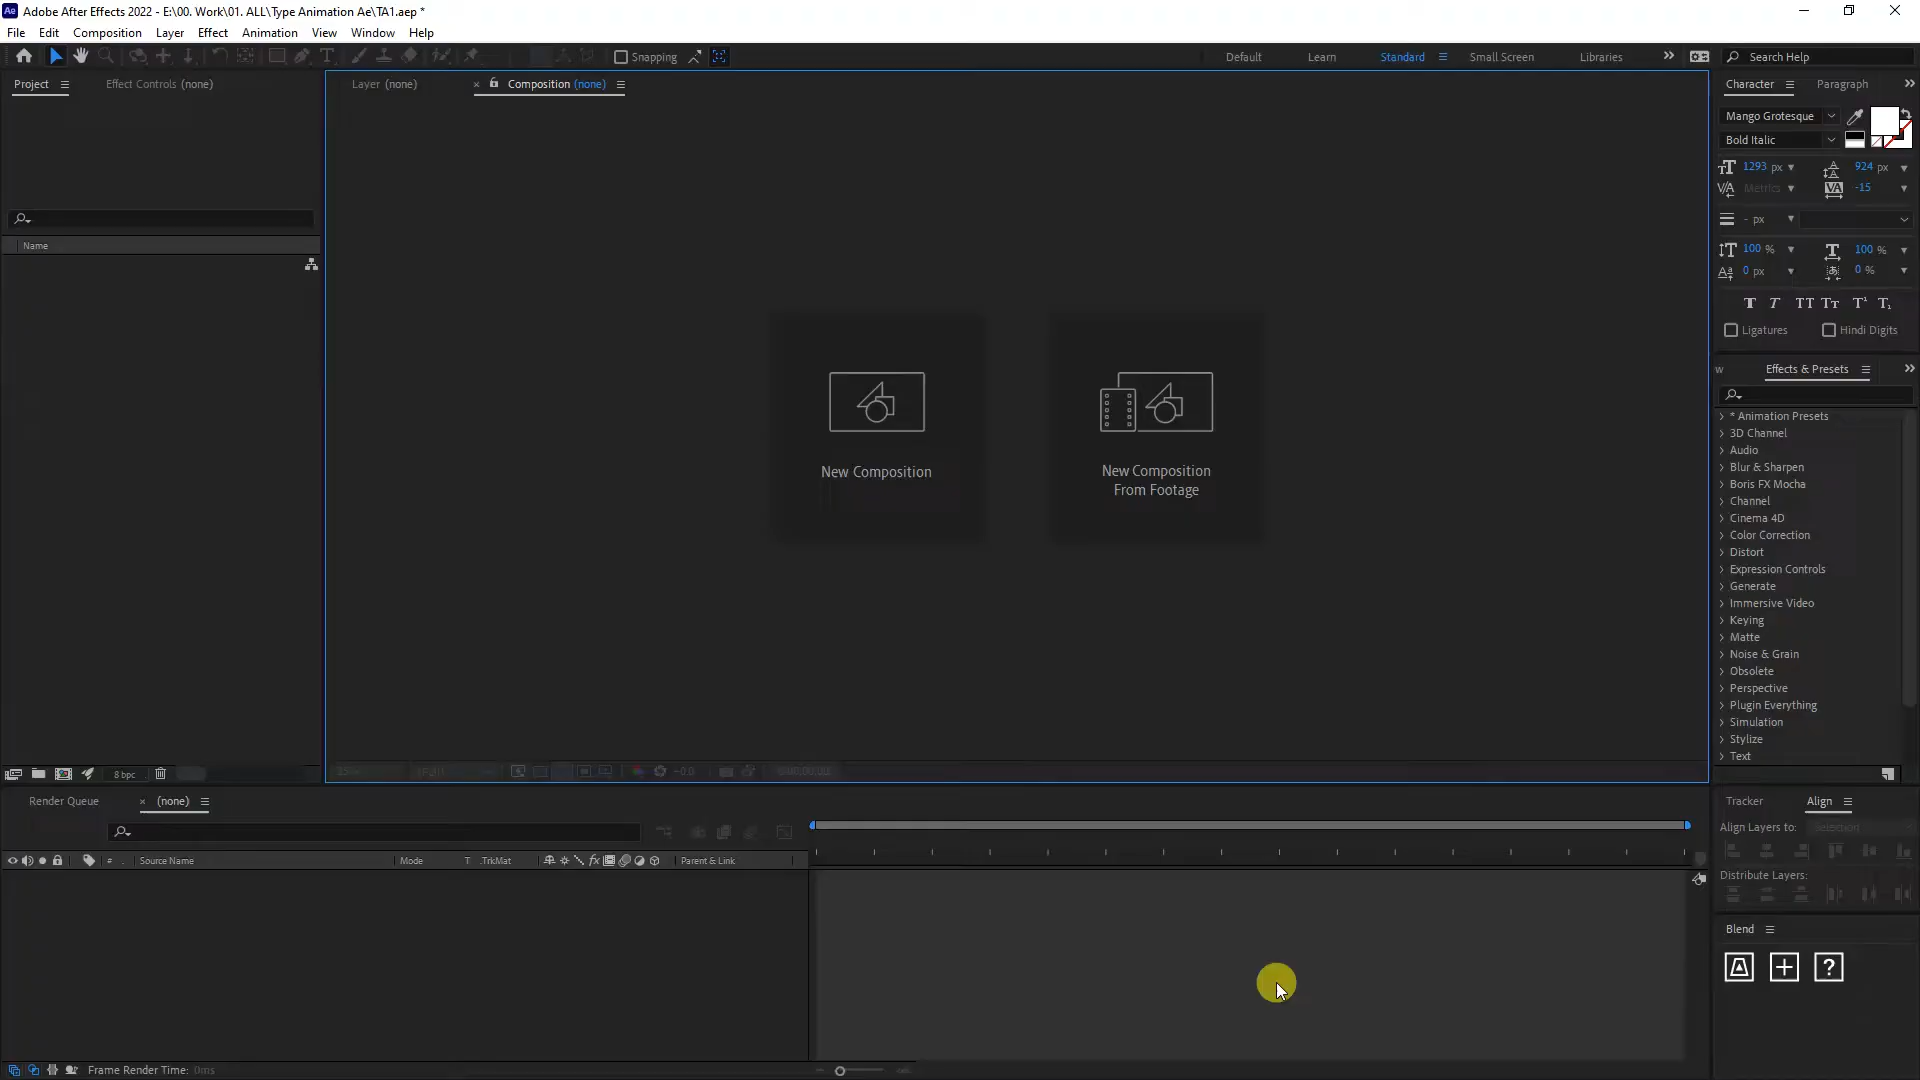 Adobe After Effects 2022 - E:\00. Work\01. ALL\Type Animation Ae\TA1.aep *
File Edit Composition Layer Effect Animation View Window Help
Snapping
Default Learn Standard Small Screen Libraries
Search Help
Project
Effect Controls (none)
Layer (none)
Composition (none)
Character Paragraph
Mango Grotesque
Bold Italic
1293 px 924 px
Metrics -15
- px
100 % 100 %
0 px 0 %
Ligatures Hindi Digits
Name
New Composition
New Composition
From Footage
Effects & Presets
* Animation Presets
3D Channel
Audio
Blur & Sharpen
Boris FX Mocha
Channel
Cinema 4D
Color Correction
Distort
Expression Controls
Generate
Immersive Video
Keying
Matte
Noise & Grain
Obsolete
Perspective
Plugin Everything
Simulation
Stylize
Text
8 bpc
Render Queue
(none)
Tracker Align
Align Layers to: Selection
Distribute Layers:
# Source Name Mode T .TrkMat Parent & Link
Blend
Frame Render Time: 0ms